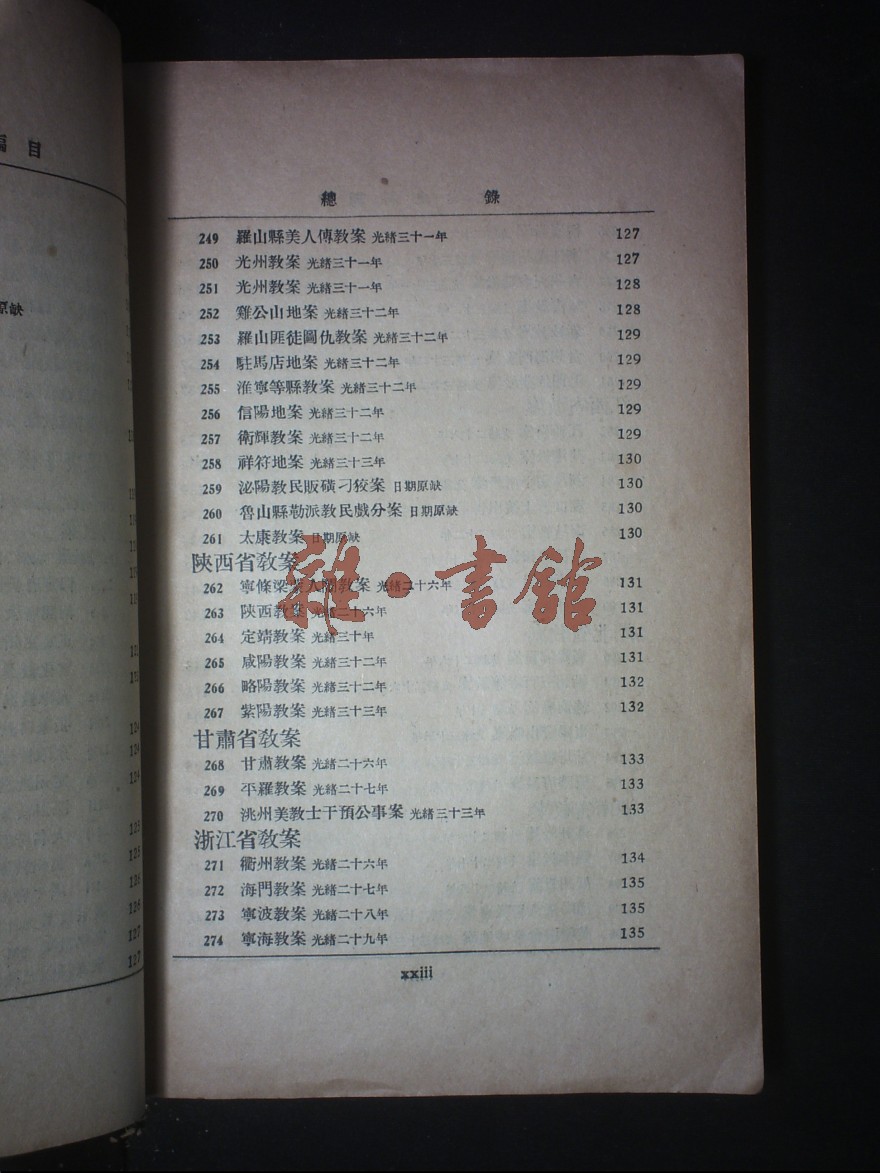 編目
原缺
總錄
249 羅山縣美人傳教案 光緒三十一年 127
250 光州教案 光緒三十一年 127
251 光州教案 光緒三十一年 128
252 雞公山地案 光緒三十二年 128
253 羅山匪徒圖仇教案 光緒三十二年 129
254 駐馬店地案 光緒三十二年 129
255 淮寧等縣教案 光緒三十二年 129
256 信陽地案 光緒三十二年 129
257 衛輝教案 光緒三十二年 129
258 祥符地案 光緒三十三年 130
259 泌陽教民販磺刁狡案 日期原缺 130
260 魯山縣勒派教民戲分案 日期原缺 130
261 太康教案 日期原缺 130
陝西省教案
262 寧條梁蒙人鬧教案 光緒二十六年 131
263 陝西教案 光緒二十六年 131
264 定靖教案 光緒三十年 131
265 咸陽教案 光緒三十二年 131
266 略陽教案 光緒三十二年 132
267 紫陽教案 光緒三十三年 132
甘肅省教案
268 甘肅教案 光緒二十六年 133
269 平羅教案 光緒二十七年 133
270 洮州美教士干預公事案 光緒三十三年 133
浙江省教案
271 衢州教案 光緒二十六年 134
272 海門教案 光緒二十七年 135
273 寧波教案 光緒二十八年 135
274 寧海教案 光緒二十九年 135
xxiii
雜·書館